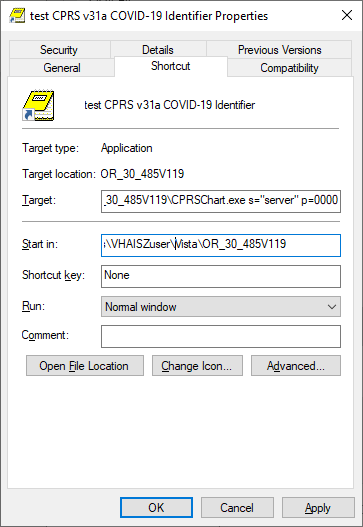 test CPRS v31a COVID-19 Identifier Properties
Security Details Previous Versions
General Shortcut Compatibility
test CPRS v31a COVID-19 Identifier
Target type: Application
Target location: OR_30_485V119
Target: _30_485V119\CPRSChart.exe s="server" p=0000
Start in: \VHAISZuser\Vista\OR_30_485V119
Shortcut key: None
Run: Normal window
Comment:
Open File Location Change Icon... Advanced...
OK Cancel Apply